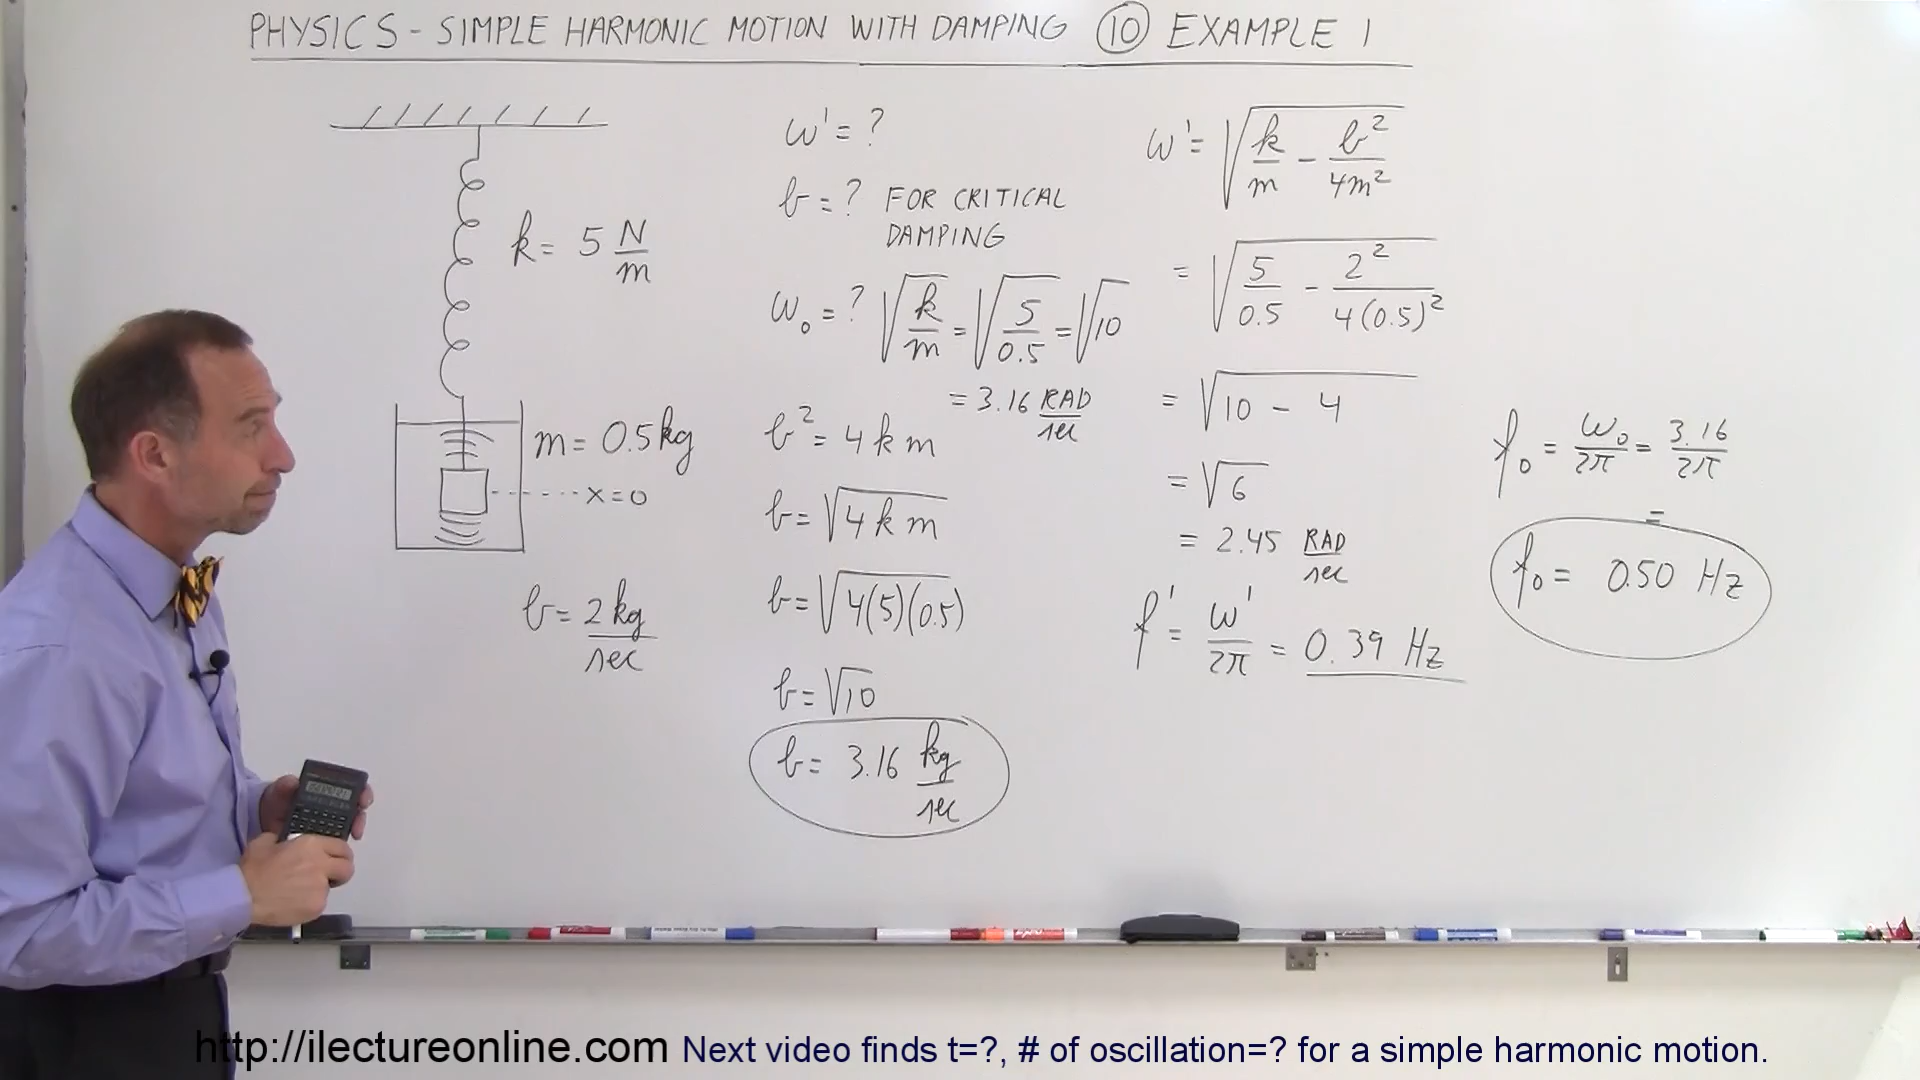 PHYSICS - SIMPLE HARMONIC MOTION WITH DAMPING ⑩ EXAMPLE 1
k = 5 N/m
m = 0.5 kg
x = 0
b = 2 kg/sec
ω' = ?
b = ? FOR CRITICAL
DAMPING
ω₀ = ? √(k/m) = √(5/0.5) = √10
= 3.16 RAD/sec
b² = 4 k m
b = √(4 k m)
b = √(4(5)(0.5))
b = √10
b = 3.16 kg/sec
ω' = √(k/m - b²/4m²)
= √(5/0.5 - 2²/4(0.5)²)
= √(10 - 4)
= √6
= 2.45 RAD/sec
f' = ω'/2π = 0.39 Hz
f₀ = ω₀/2π = 3.16/2π
=
f₀ = 0.50 Hz
http://ilectureonline.com Next video finds t=?, # of oscillation=? for a simple harmonic motion.